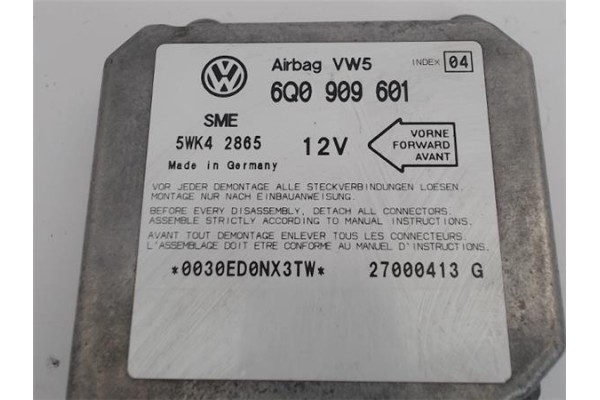 Airbag VW5 INDEX 04
6Q0 909 601
SME
5WK4 2865 12V
Made in Germany
VORNE
FORWARD
AVANT
VOR JEDER DEMONTAGE ALLE STECKVERBINDUNGEN LOESEN.
MONTAGE NUR NACH EINBAUANWEISUNG.
BEFORE EVERY DISASSEMBLY, DETACH ALL CONNECTORS.
ASSEMBLE STRICTLY ACCORDING TO MANUAL INSTRUCTIONS.
AVANT TOUT DEMONTAGE ENLEVER TOUS LES CONNECTEURS.
L'ASSEMBLAGE DOIT ETRE CONFORME AU MANUEL D'INSTRUCTIONS.
*0030ED0NX3TW* 27000413 G